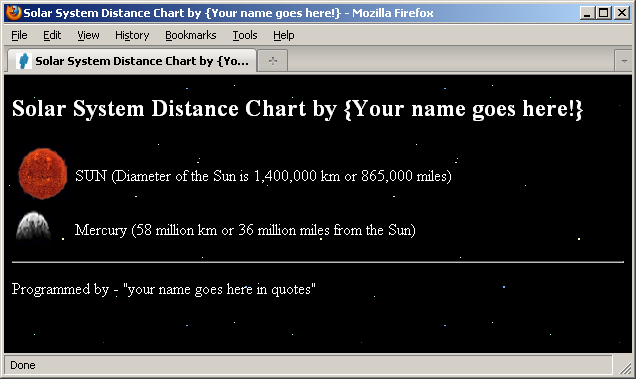 Solar System Distance Chart by {Your name goes here!} - Mozilla Firefox
File Edit View History Bookmarks Tools Help
Solar System Distance Chart by {Yo...
Solar System Distance Chart by {Your name goes here!}
SUN (Diameter of the Sun is 1,400,000 km or 865,000 miles)
Mercury (58 million km or 36 million miles from the Sun)
Programmed by - "your name goes here in quotes"
Done